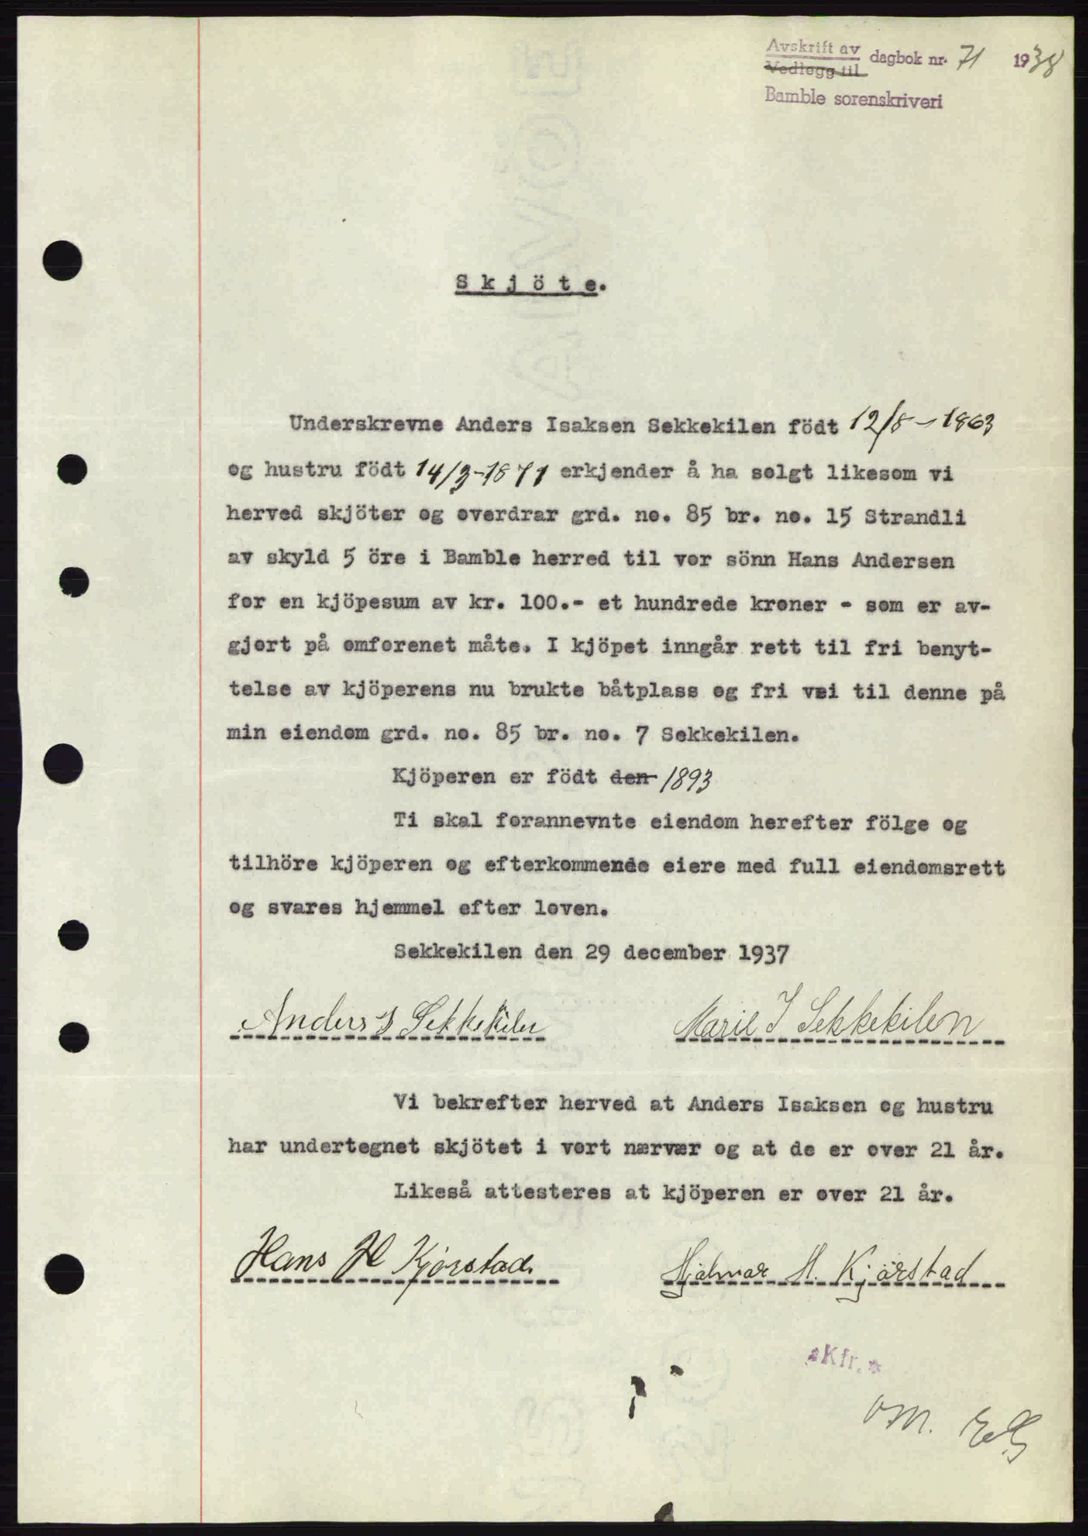 Avskrift av
Vedlegg til
dagbok nr. 71 1938
Bamble sorenskriveri
Skjöte.
Underskrevne Anders Isaksen Sekkekilen födt 12/8-1863
og hustru födt 14/3-1871 erkjender å ha solgt likesom vi
herved skjöter og overdrar grd. no. 85 br. no. 15 Strandli
av skyld 5 öre i Bamble herred til vor sönn Hans Andersen
for en kjöpesum av kr. 100.- et hundrede kroner - som er av-
gjort på omforenet måte. I kjöpet inngår rett til fri benyt-
telse av kjöperens nu brukte båtplass og fri vei til denne på
min eiendom grd. no. 85 br. no. 7 Sekkekilen.
Kjöperen er födt den 1893
Ti skal forannevnte eiendom herefter fölge og
tilhöre kjöperen og efterkommende eiere med full eiendomsrett
og svares hjemmel efter loven.
Sekkekilen den 29 december 1937
Anders J Sekkekilen Marie J Sekkekilen
Vi bekrefter herved at Anders Isaksen og hustru
har undertegnet skjötet i vort nærvær og at de er over 21 år.
Likeså attesteres at kjöperen er over 21 år.
Hans H Kjörstad. Hjalmar H. Kjörstad
*Kfr.*